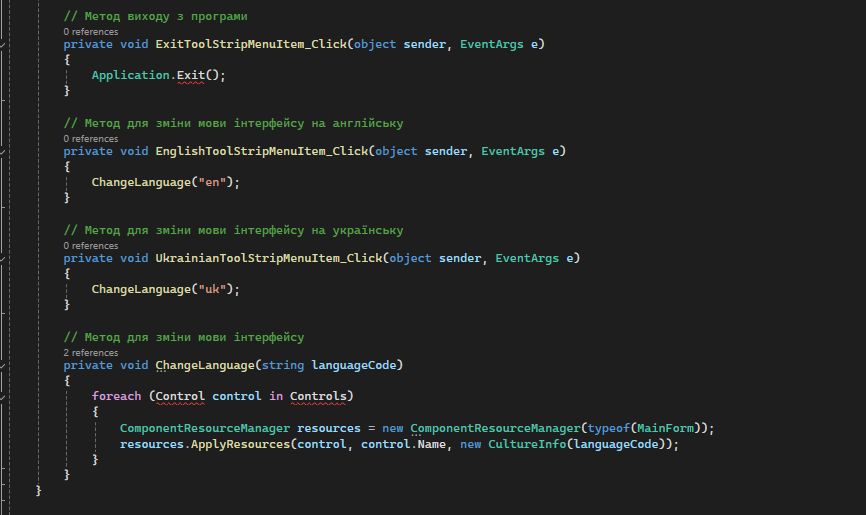 // Метод виходу з програми
0 references
private void ExitToolStripMenuItem_Click(object sender, EventArgs e)
{
Application.Exit();
}
// Метод для зміни мови інтерфейсу на англійську
0 references
private void EnglishToolStripMenuItem_Click(object sender, EventArgs e)
{
ChangeLanguage("en");
}
// Метод для зміни мови інтерфейсу на українську
0 references
private void UkrainianToolStripMenuItem_Click(object sender, EventArgs e)
{
ChangeLanguage("uk");
}
// Метод для зміни мови інтерфейсу
2 references
private void ChangeLanguage(string languageCode)
{
foreach (Control control in Controls)
{
ComponentResourceManager resources = new ComponentResourceManager(typeof(MainForm));
resources.ApplyResources(control, control.Name, new CultureInfo(languageCode));
}
}
}